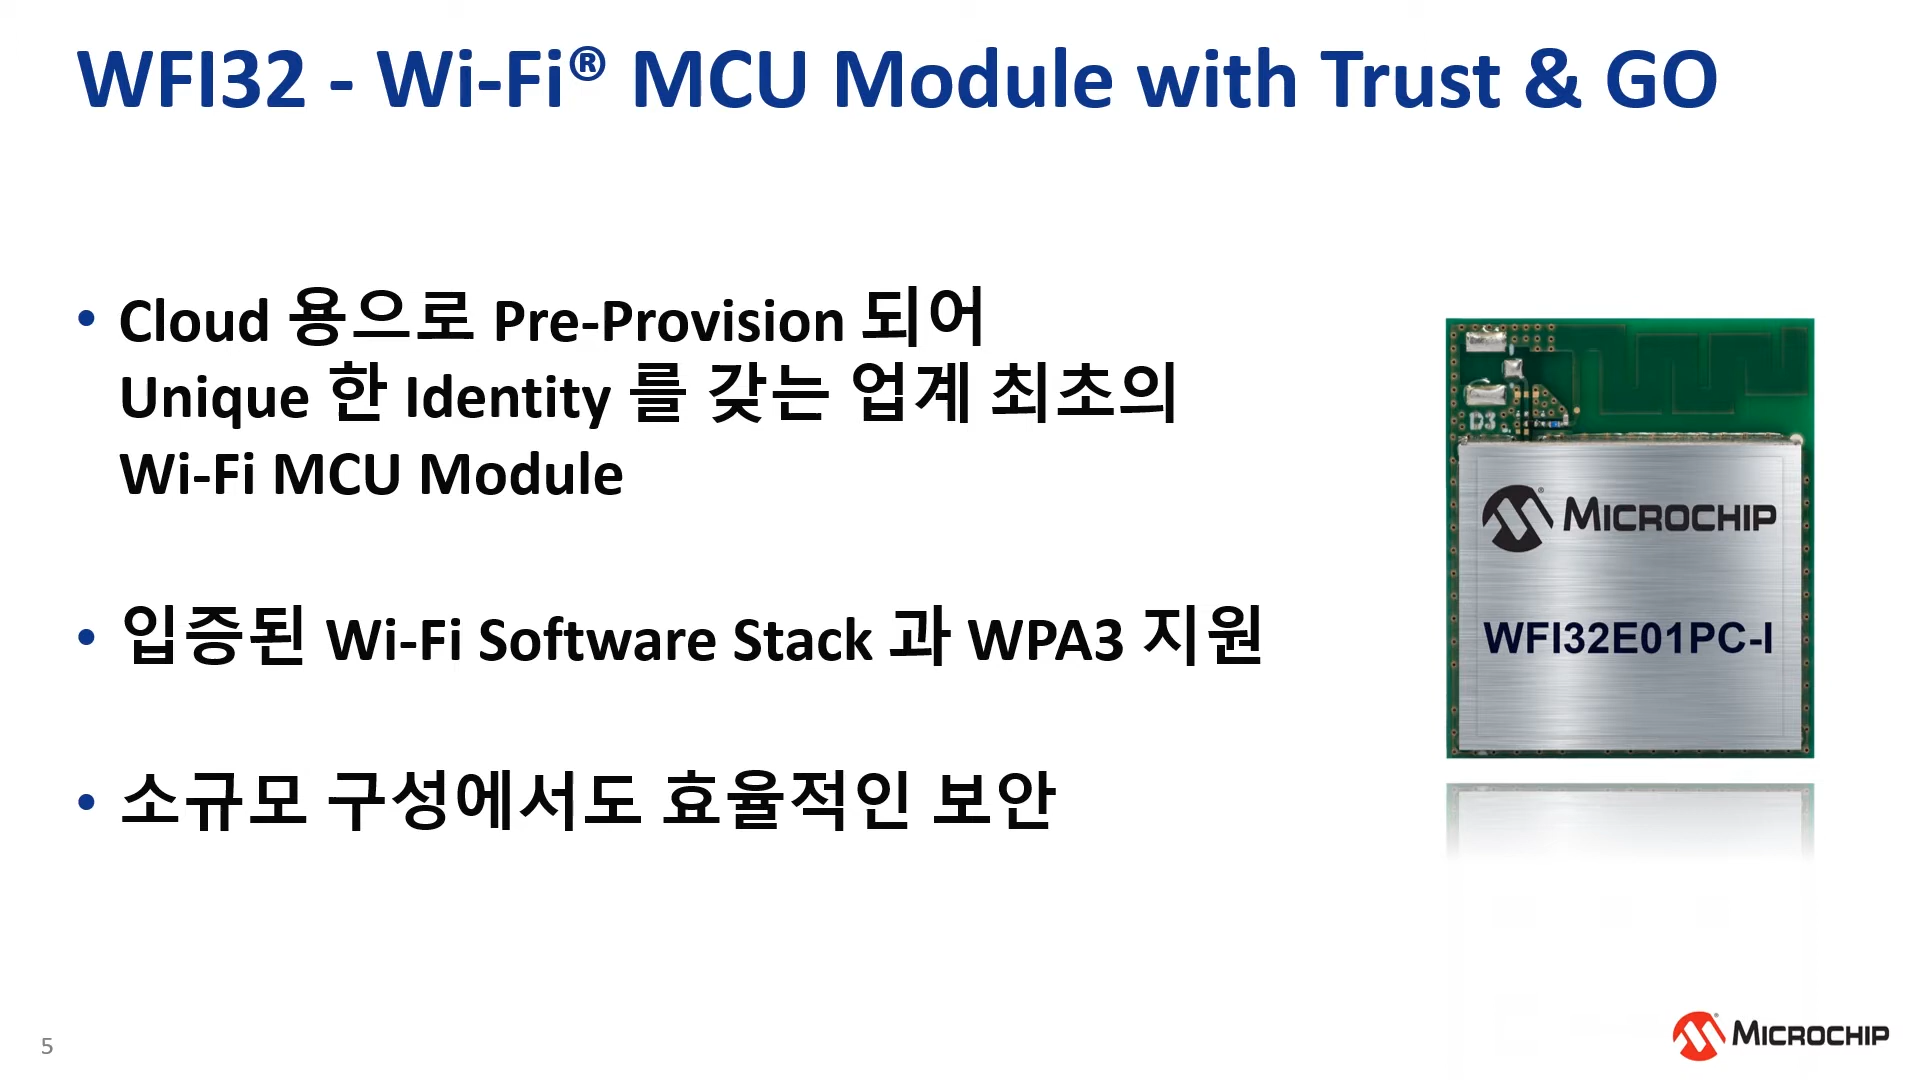 WFI32 - Wi-Fi® MCU Module with Trust & GO
• Cloud 용으로 Pre-Provision 되어
Unique 한 Identity 를 갖는 업계 최초의
Wi-Fi MCU Module
• 입증된 Wi-Fi Software Stack 과 WPA3 지원
• 소규모 구성에서도 효율적인 보안
D3
MICROCHIP
WFI32E01PC-I
5
MICROCHIP